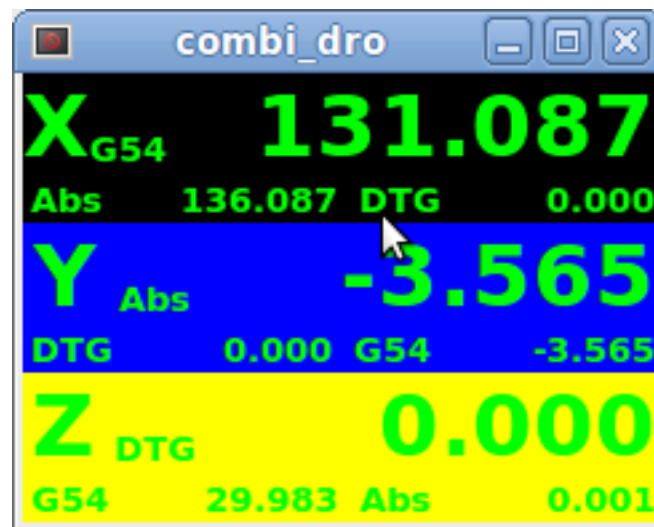 combi_dro
X G54 131.087
Abs 136.087 DTG 0.000
Y Abs -3.565
DTG 0.000 G54 -3.565
Z DTG 0.000
G54 29.983 Abs 0.001